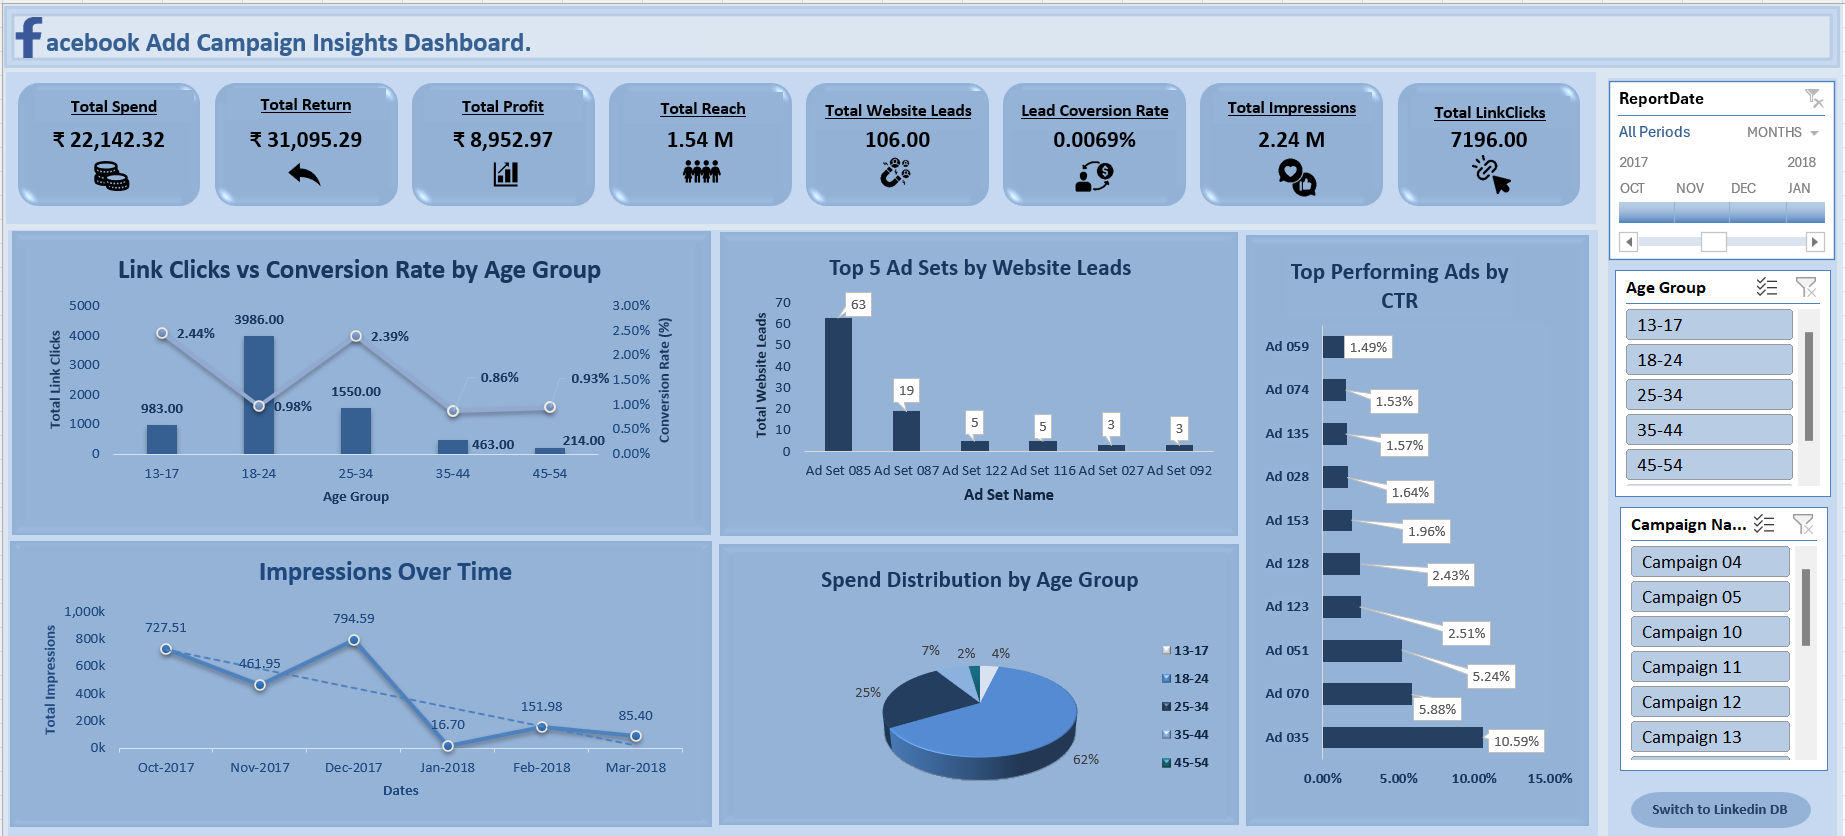 facebook Add Campaign Insights Dashboard.
Total Spend
₹ 22,142.32
Total Return
₹ 31,095.29
Total Profit
₹ 8,952.97
Total Reach
1.54 M
Total Website Leads
106.00
Lead Coversion Rate
0.0069%
Total Impressions
2.24 M
Total LinkClicks
7196.00
ReportDate
All Periods MONTHS
2017 2018
OCT NOV DEC JAN
Link Clicks vs Conversion Rate by Age Group
Total Link Clicks
5000
4000
3000
2000
1000
0
3.00%
2.50%
2.00%
1.50%
1.00%
0.50%
0.00%
Conversion Rate (%)
2.44%
0.98%
2.39%
0.86%
0.93%
983.00
3986.00
1550.00
463.00
214.00
13-17 18-24 25-34 35-44 45-54
Age Group
Top 5 Ad Sets by Website Leads
Total Website Leads
70
60
50
40
30
20
10
0
63
19
5
5
3
3
Ad Set 085 Ad Set 087 Ad Set 122 Ad Set 116 Ad Set 027 Ad Set 092
Ad Set Name
Top Performing Ads by
CTR
Ad 059 1.49%
Ad 074 1.53%
Ad 135 1.57%
Ad 028 1.64%
Ad 153 1.96%
Ad 128 2.43%
Ad 123 2.51%
Ad 051 5.24%
Ad 070 5.88%
Ad 035 10.59%
0.00% 5.00% 10.00% 15.00%
Impressions Over Time
Total Impressions
1,000k
800k
600k
400k
200k
0k
727.51
461.95
794.59
16.70
151.98
85.40
Oct-2017 Nov-2017 Dec-2017 Jan-2018 Feb-2018 Mar-2018
Dates
Spend Distribution by Age Group
7% 2% 4%
25%
62%
13-17
18-24
25-34
35-44
45-54
Age Group
13-17
18-24
25-34
35-44
45-54
Campaign Na...
Campaign 04
Campaign 05
Campaign 10
Campaign 11
Campaign 12
Campaign 13
Switch to Linkedin DB